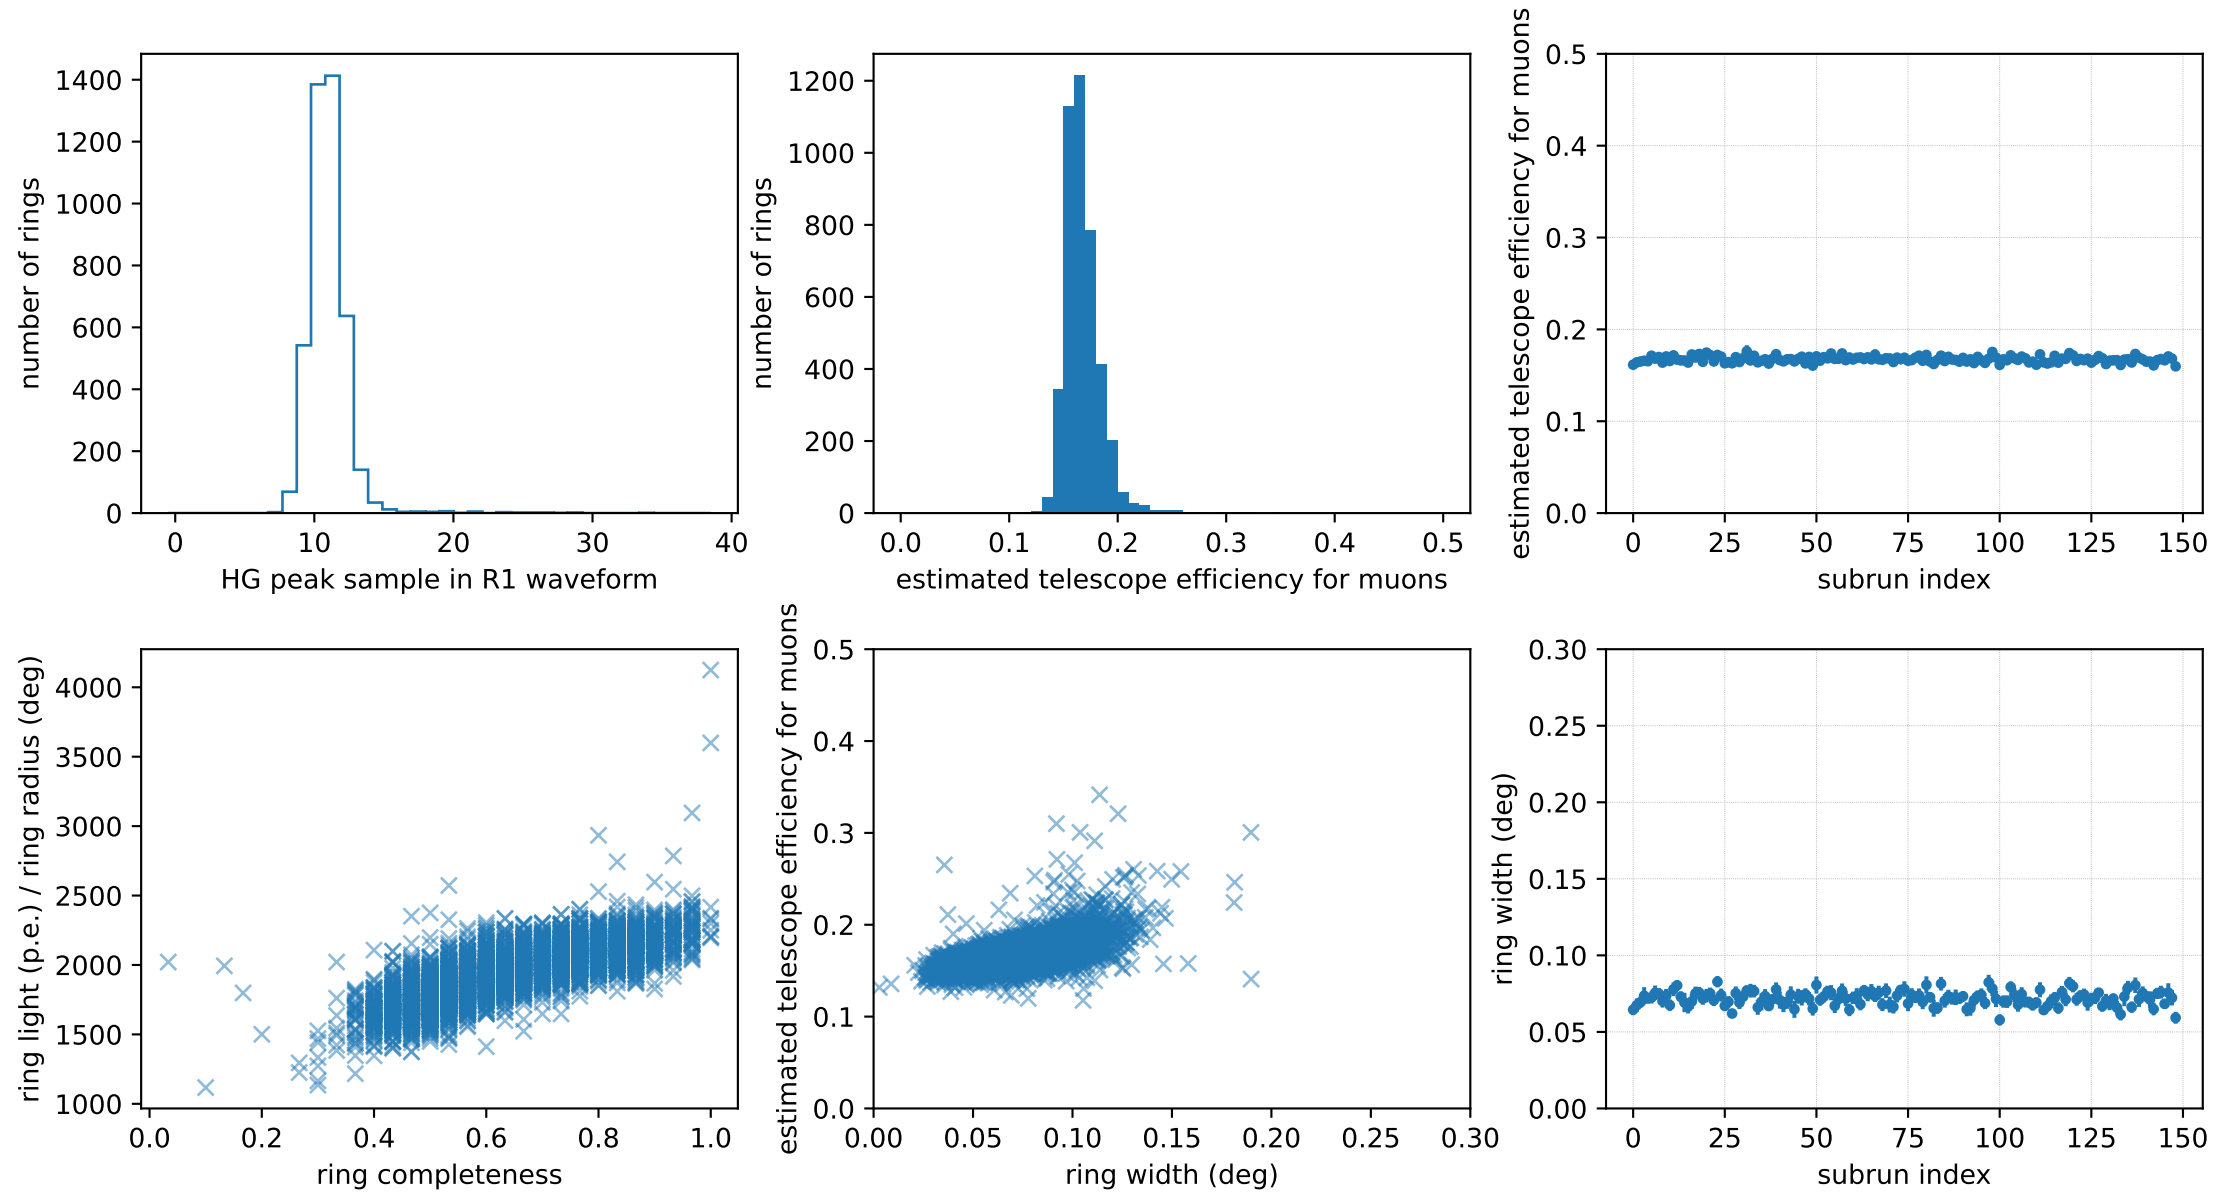 number of rings
0
200
400
600
800
1000
1200
1400
0 10 20 30 40
HG peak sample in R1 waveform
number of rings
0
200
400
600
800
1000
1200
0.0 0.1 0.2 0.3 0.4 0.5
estimated telescope efficiency for muons
estimated telescope efficiency for muons
0.0
0.1
0.2
0.3
0.4
0.5
0 25 50 75 100 125 150
subrun index
ring light (p.e.) / ring radius (deg)
1000
1500
2000
2500
3000
3500
4000
0.0 0.2 0.4 0.6 0.8 1.0
ring completeness
estimated telescope efficiency for muons
0.0
0.1
0.2
0.3
0.4
0.5
0.00 0.05 0.10 0.15 0.20 0.25 0.30
ring width (deg)
ring width (deg)
0.00
0.05
0.10
0.15
0.20
0.25
0.30
0 25 50 75 100 125 150
subrun index